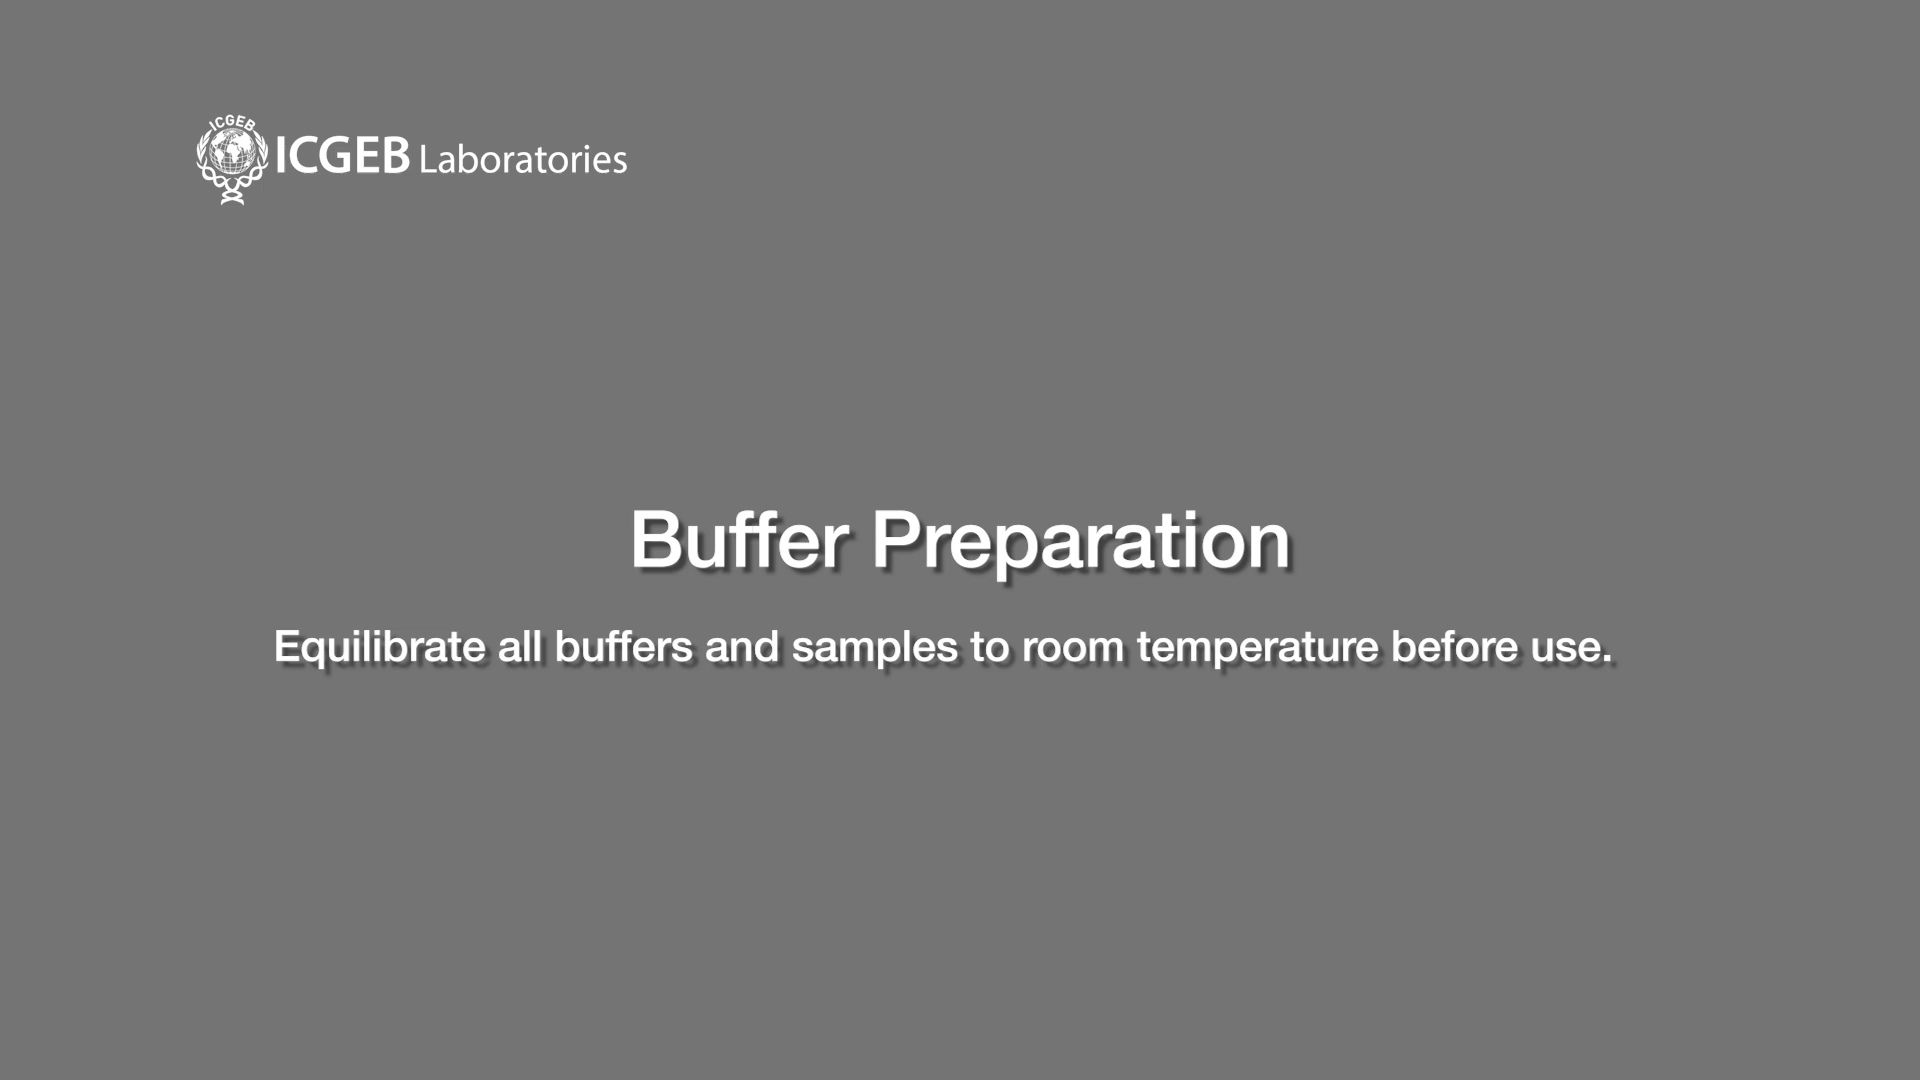 ICGEB
ICGEB Laboratories
Buffer Preparation
Equilibrate all buffers and samples to room temperature before use.